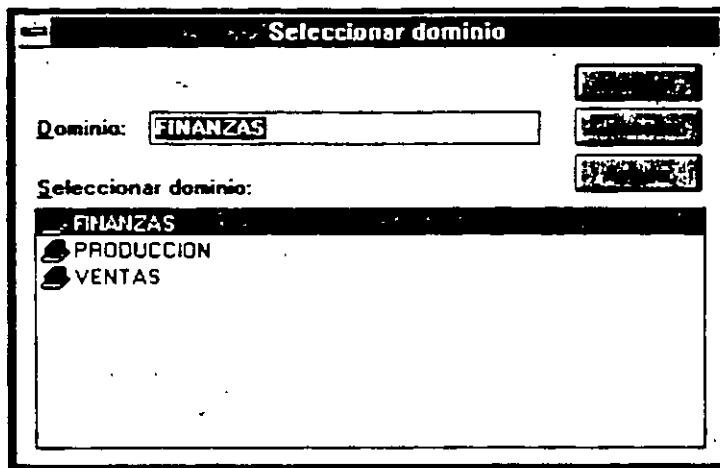 Seleccionar dominio
Dominio: FINANZAS
Seleccionar dominio:
FINANZAS
PRODUCCION
VENTAS